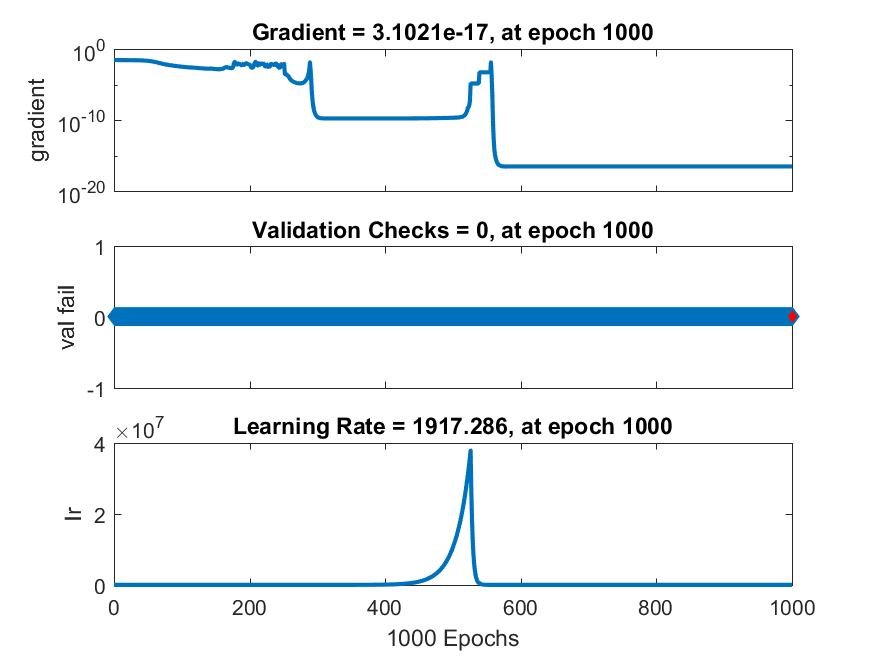 Gradient = 3.1021e-17, at epoch 1000
10^0
10^-10
10^-20
gradient
Validation Checks = 0, at epoch 1000
1
0
-1
val fail
Learning Rate = 1917.286, at epoch 1000
×10^7
4
2
0
lr
0 200 400 600 800 1000
1000 Epochs